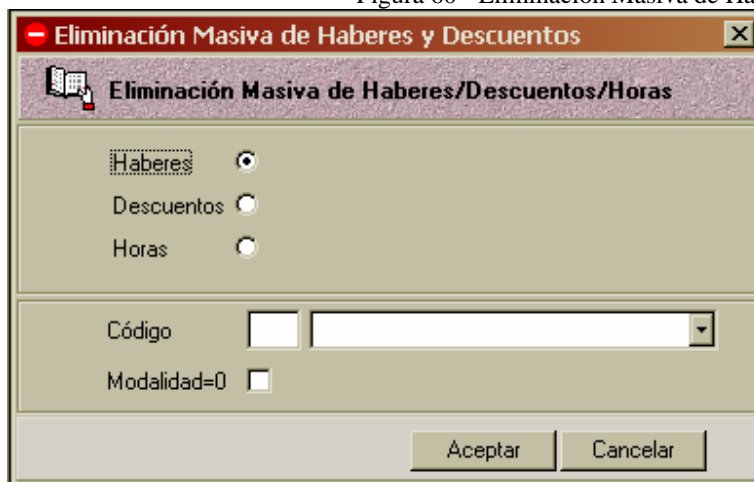 Eliminación Masiva de Haberes y Descuentos
Eliminación Masiva de Haberes/Descuentos/Horas
Haberes
Descuentos
Horas
Código
Modalidad=0
Aceptar Cancelar